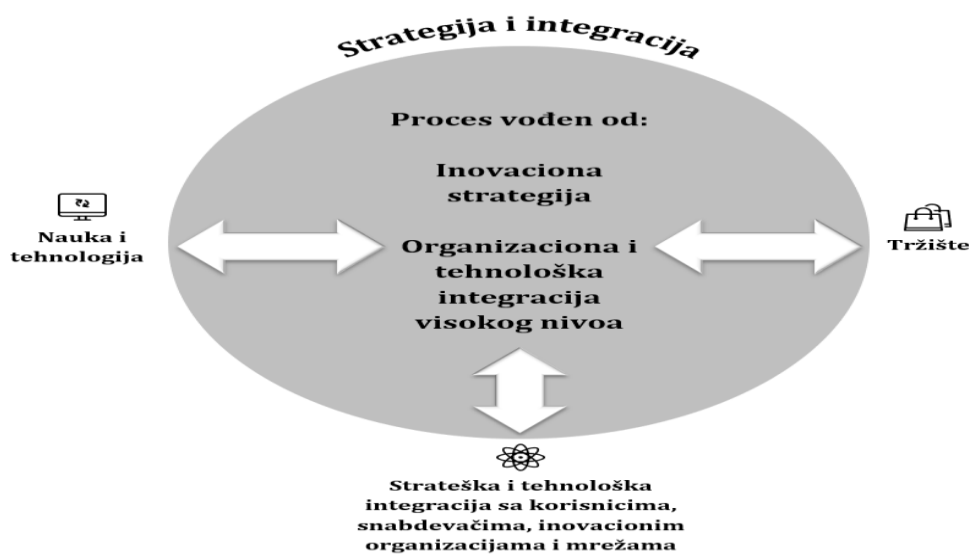 Strategija i integracija
Proces vođen od:
Inovaciona
strategija
Nauka i
tehnologija
Organizaciona i
tehnološka
integracija
visokog nivoa
Tržište
Strateška i tehnološka
integracija sa korisnicima,
snabdevačima, inovacionim
organizacijama i mrežama